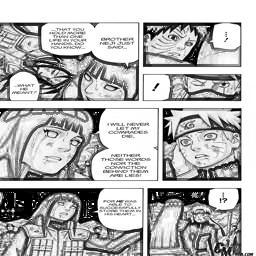 BROTHER
NEJI JUST
SAID...
...THAT YOU
HOLD MORE
THAN ONE
LIFE IN YOUR
HANDS. DO
YOU KNOW...
...WHAT
HE
MEANT?
I WILL
NEVER
LET MY
COMRADES
DIE.
NEITHER
THOSE WORDS
NOR THE
CONVICTION
BEHIND THEM
ARE LIES!
!?
FOR HE WAS
ABLE TO
SUCCESSFULLY
STORE THEM IN
HIS HEART...